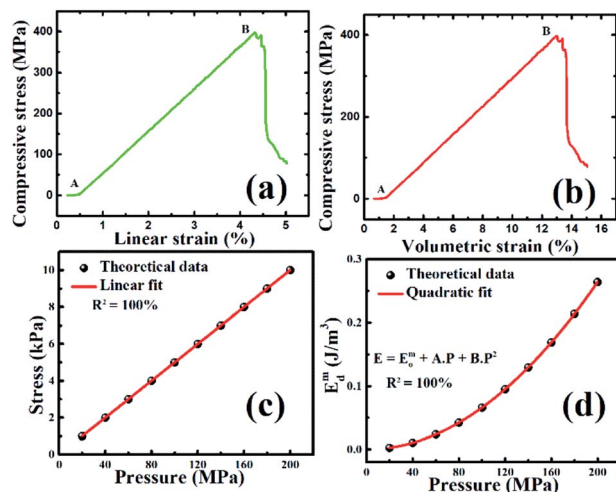 400
300
200
100
0
Compressive stress (MPa)
A
B
(a)
0 1 2 3 4 5
Linear strain (%)
400
200
0
Compressive stress (MPa)
A
B
(b)
0 2 4 6 8 10 12 14 16
Volumetric strain (%)
10
8
6
4
2
0
Stress (kPa)
Theoretical data
Linear fit
R² = 100%
(c)
0 40 80 120 160 200
Pressure (MPa)
0.3
0.2
0.1
0.0
E_d^m (J/m³)
Theoretical data
Quadratic fit
E = E_o^m + A.P + B.P²
R² = 100%
(d)
0 40 80 120 160 200
Pressure (MPa)